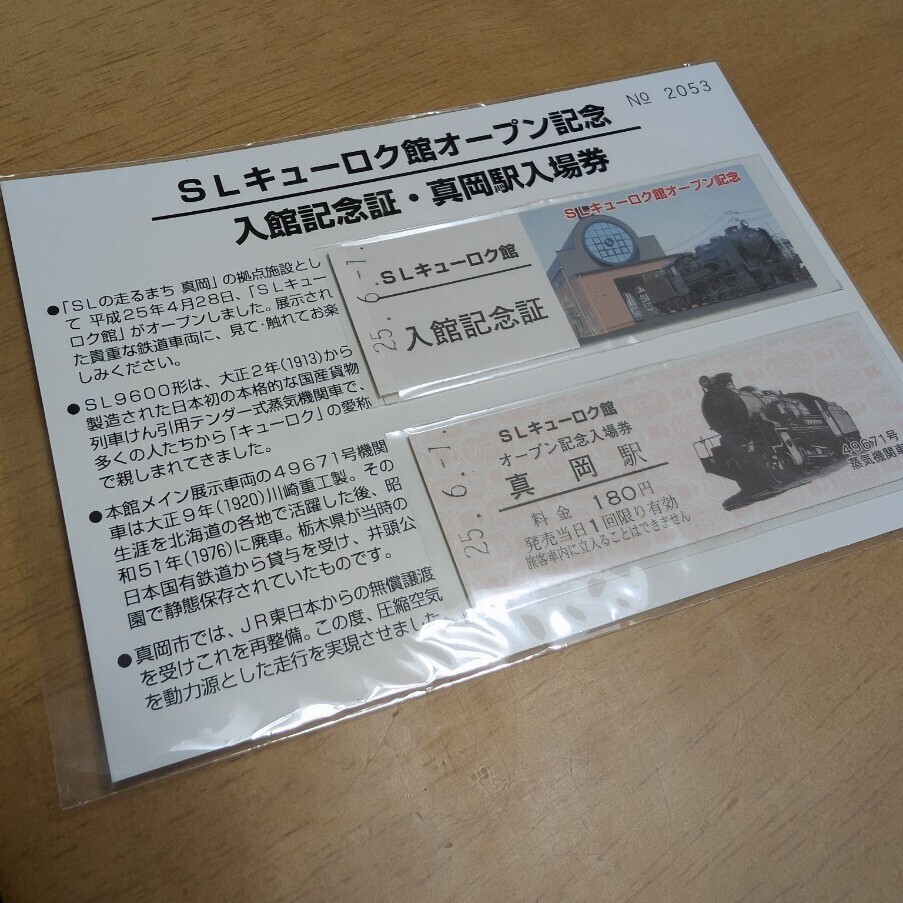 № 2053
SLキューロク館オープン記念
入館記念証・真岡駅入場券
●「SLの走るまち 真岡」の拠点施設とし
て 平成25年4月28日、「SLキュー
ロク館」がオープンしました。展示され
た貴重な鉄道車両に、見て・触れてお楽
しみください。
●SL9600形は、大正2年(1913)から
製造された日本初の本格的な国産貨物
列車けん引用テンダー式蒸気機関車で、
多くの人たちから「キューロク」の愛称
で親しまれてきました。
●本館メイン展示車両の49671号機関
車は大正9年(1920)川崎重工製。その
生涯を北海道の各地で活躍した後、昭
和51年(1976)に廃車。栃木県が当時の
日本国有鉄道から貸与を受け、井頭公
園で静態保存されていたものです。
●真岡市では、JR東日本からの無償譲渡
を受けこれを再整備。この度、圧縮空気
を動力源とした走行を実現させました
25. 6. -1.
SLキューロク館
入館記念証
SLキューロク館オープン記念
25. 6. -1.
SLキューロク館
オープン記念入場券
真岡駅
料金 180円
発売当日1回限り有効
旅客車内に立入ることはできません
49671号
蒸気機関車